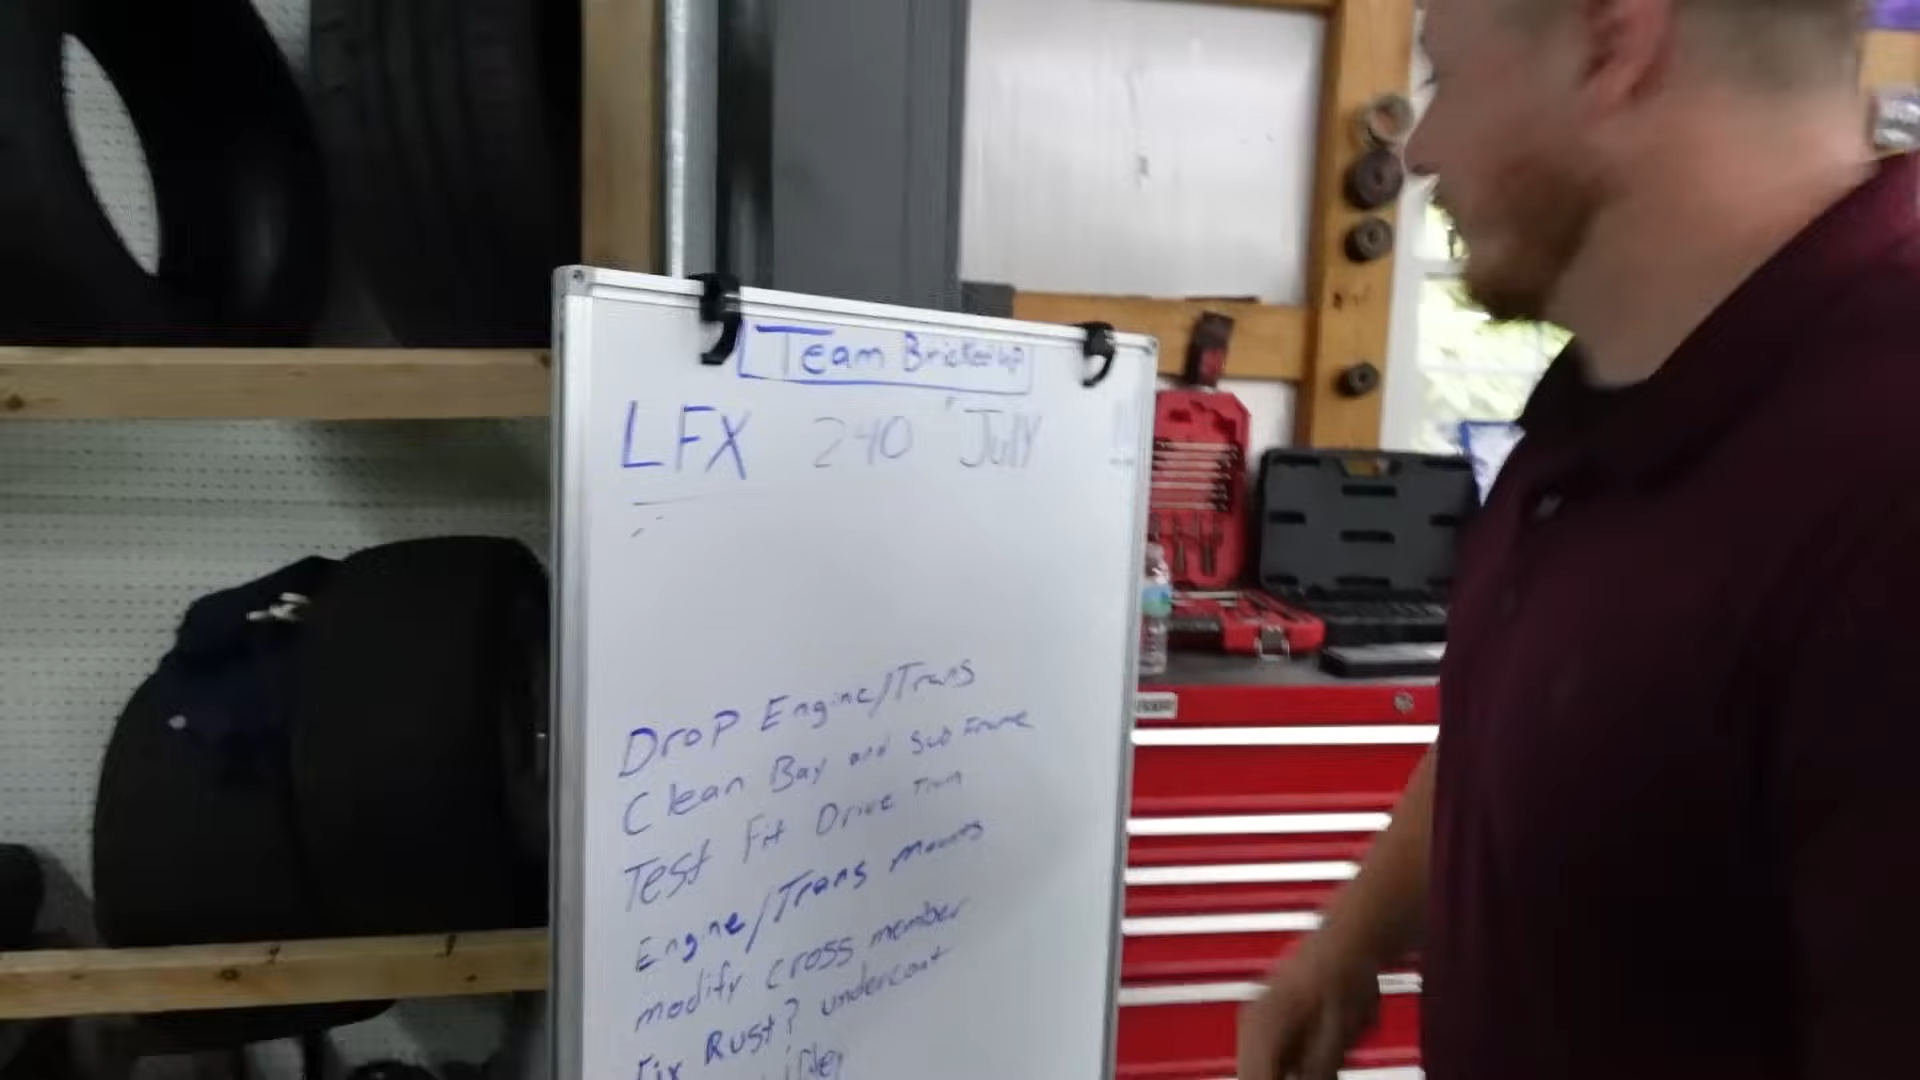 Team
LFX 240 July
Drop Engine/Trans
Clean Bay and Sub Frame
Test Fit Drive Train
Engine/Trans mounts
modify cross member
Fix Rust? undercoat